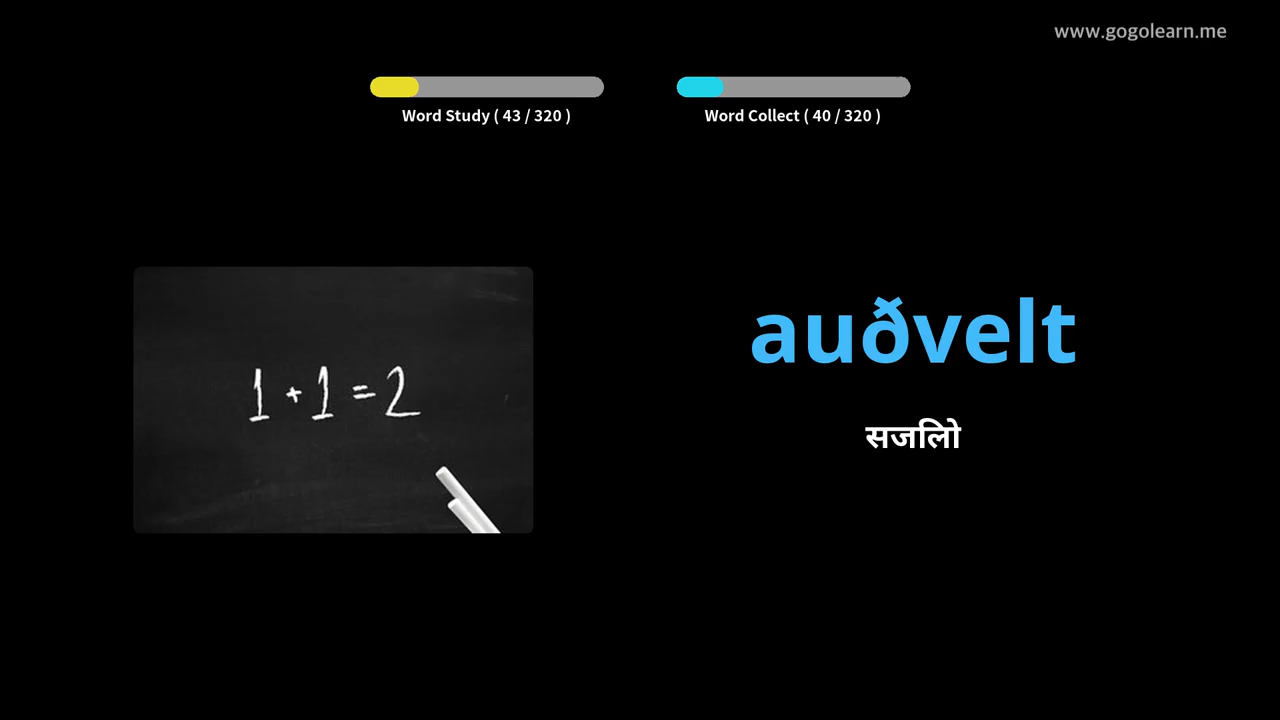 www.gogolearn.me
Word Study ( 43 / 320 )
Word Collect ( 40 / 320 )
1 + 1 = 2
auðvelt
सजिलो